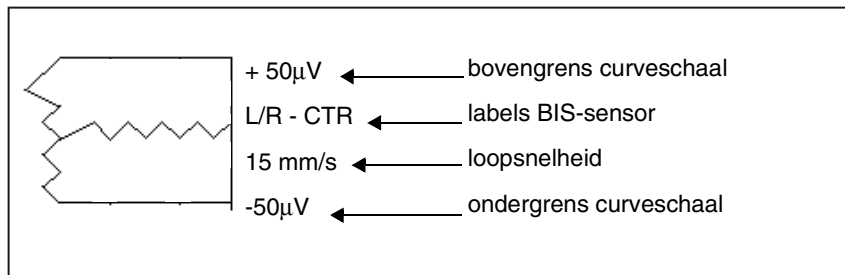 + 50µV bovengrens curveschaal
L/R - CTR labels BIS-sensor
15 mm/s loopsnelheid
-50µV ondergrens curveschaal